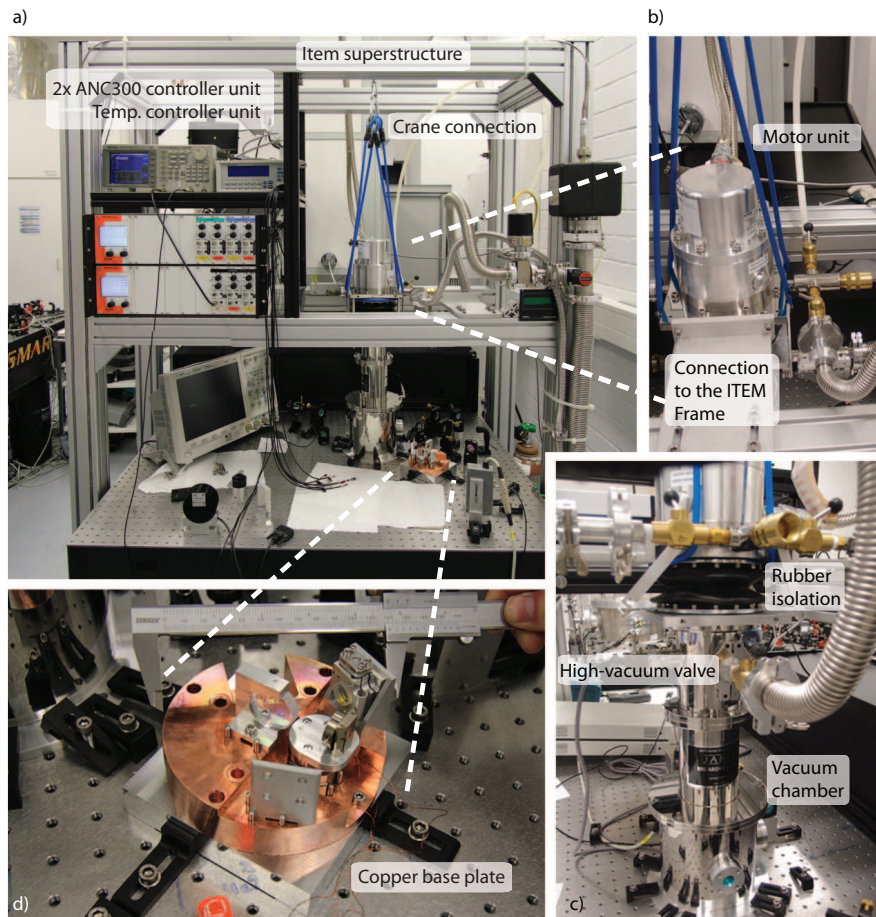 a)
b)
Item superstructure
2x ANC300 controller unit
Temp. controller unit
Crane connection
Motor unit
SMAR
Connection
to the ITEM
Frame
Rubber
isolation
High-vacuum valve
Vacuum
chamber
Copper base plate
d)
c)